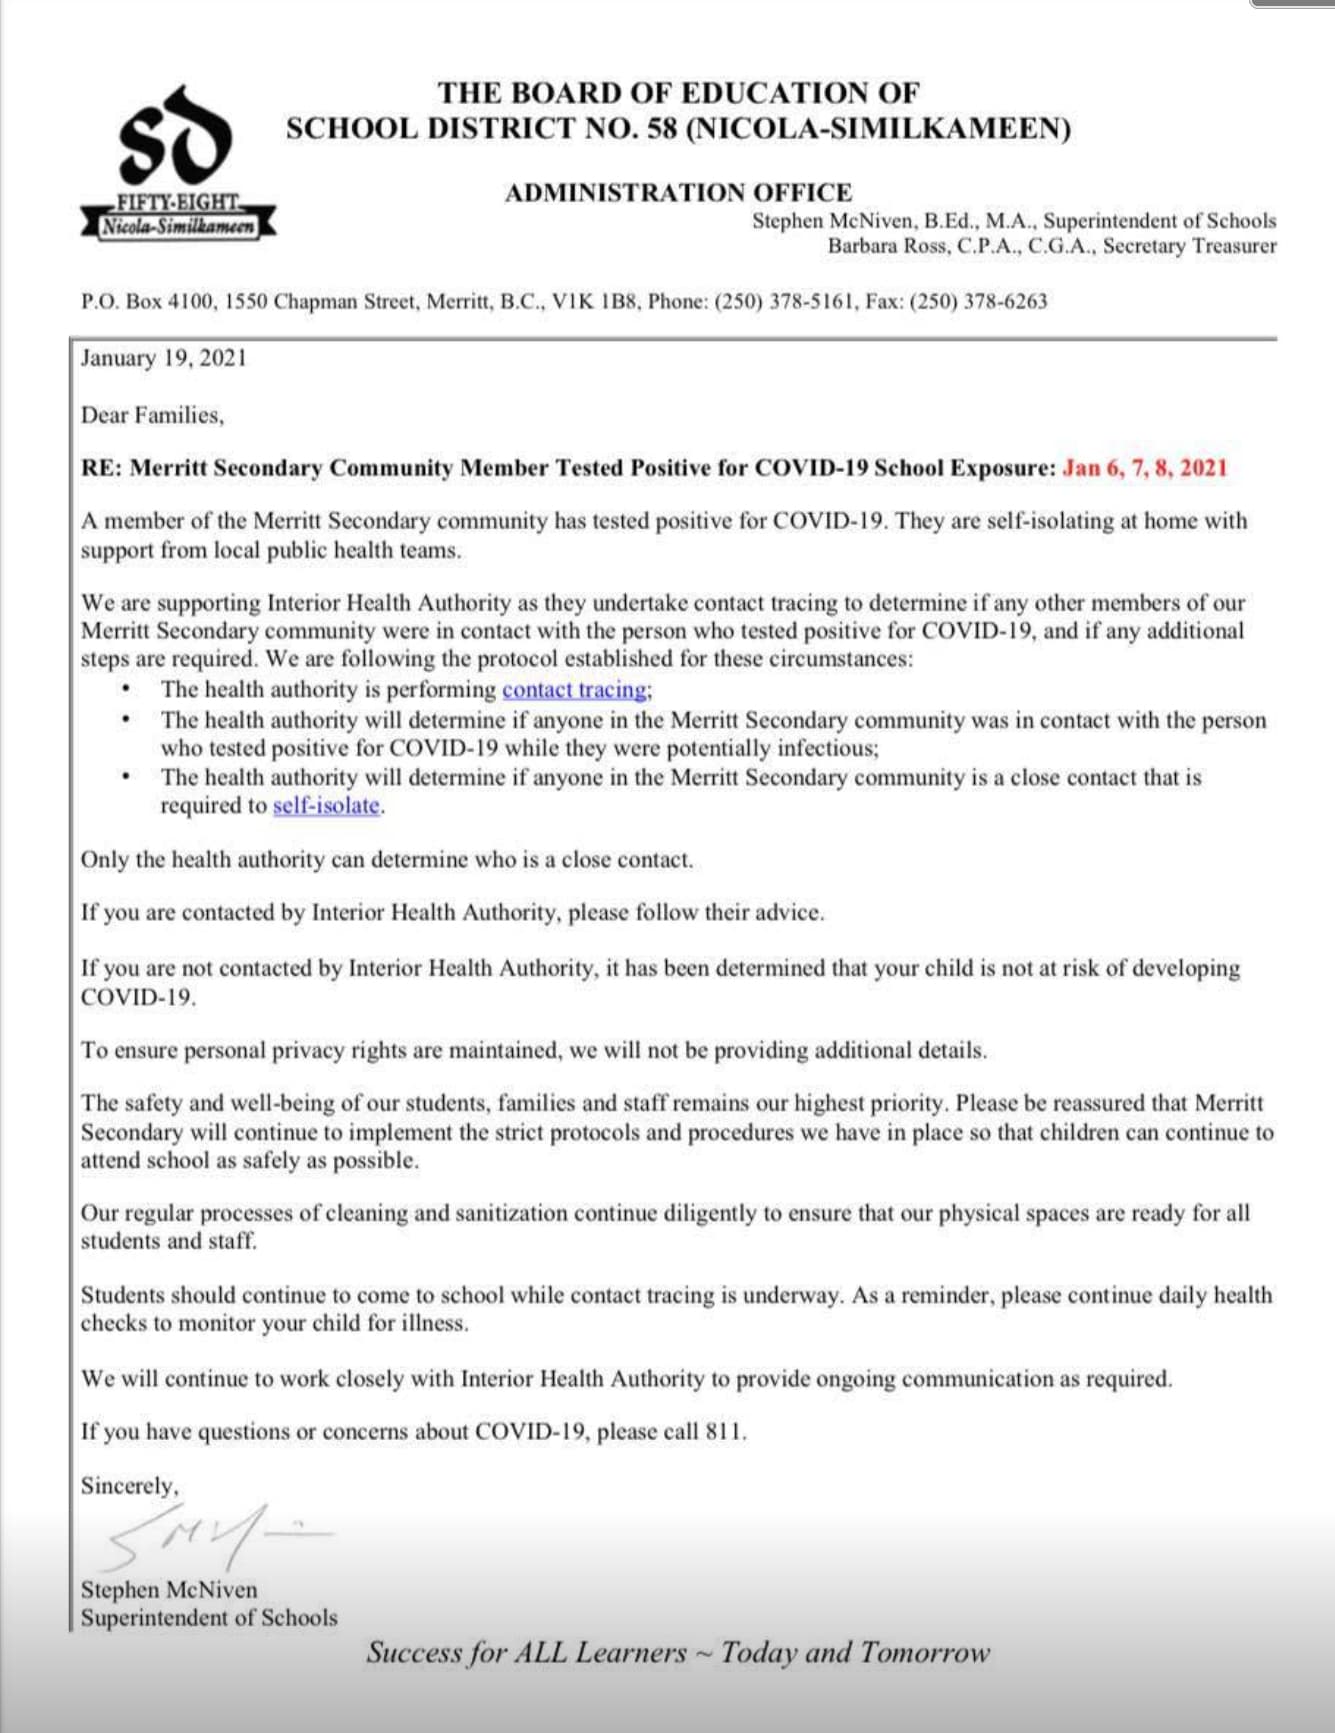 THE BOARD OF EDUCATION OF
SCHOOL DISTRICT NO. 58 (NICOLA-SIMILKAMEEN)
SD
FIFTY-EIGHT
Nicola-Similkameen
ADMINISTRATION OFFICE
Stephen McNiven, B.Ed., M.A., Superintendent of Schools
Barbara Ross, C.P.A., C.G.A., Secretary Treasurer
P.O. Box 4100, 1550 Chapman Street, Merritt, B.C., V1K 1B8, Phone: (250) 378-5161, Fax: (250) 378-6263
January 19, 2021
Dear Families,
RE: Merritt Secondary Community Member Tested Positive for COVID-19 School Exposure: Jan 6, 7, 8, 2021
A member of the Merritt Secondary community has tested positive for COVID-19. They are self-isolating at home with
support from local public health teams.
We are supporting Interior Health Authority as they undertake contact tracing to determine if any other members of our
Merritt Secondary community were in contact with the person who tested positive for COVID-19, and if any additional
steps are required. We are following the protocol established for these circumstances:
• The health authority is performing contact tracing;
• The health authority will determine if anyone in the Merritt Secondary community was in contact with the person
who tested positive for COVID-19 while they were potentially infectious;
• The health authority will determine if anyone in the Merritt Secondary community is a close contact that is
required to self-isolate.
Only the health authority can determine who is a close contact.
If you are contacted by Interior Health Authority, please follow their advice.
If you are not contacted by Interior Health Authority, it has been determined that your child is not at risk of developing
COVID-19.
To ensure personal privacy rights are maintained, we will not be providing additional details.
The safety and well-being of our students, families and staff remains our highest priority. Please be reassured that Merritt
Secondary will continue to implement the strict protocols and procedures we have in place so that children can continue to
attend school as safely as possible.
Our regular processes of cleaning and sanitization continue diligently to ensure that our physical spaces are ready for all
students and staff.
Students should continue to come to school while contact tracing is underway. As a reminder, please continue daily health
checks to monitor your child for illness.
We will continue to work closely with Interior Health Authority to provide ongoing communication as required.
If you have questions or concerns about COVID-19, please call 811.
Sincerely,
Stephen McNiven
Superintendent of Schools
Success for ALL Learners ~ Today and Tomorrow